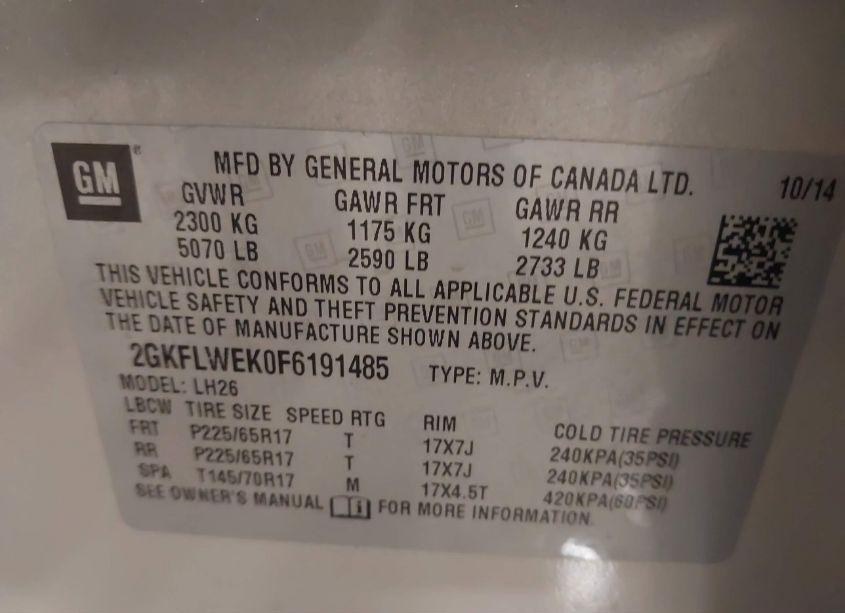 GM
MFD BY GENERAL MOTORS OF CANADA LTD. 10/14
GVWR GAWR FRT GAWR RR
2300 KG 1175 KG 1240 KG
5070 LB 2590 LB 2733 LB
THIS VEHICLE CONFORMS TO ALL APPLICABLE U.S. FEDERAL MOTOR
VEHICLE SAFETY AND THEFT PREVENTION STANDARDS IN EFFECT ON
THE DATE OF MANUFACTURE SHOWN ABOVE.
2GKFLWEK0F6191485 TYPE: M.P.V.
MODEL: LH26
LBCW TIRE SIZE SPEED RTG RIM COLD TIRE PRESSURE
FRT P225/65R17 T 17X7J 240KPA(35PSI)
RR P225/65R17 T 17X7J 240KPA(35PSI)
SPA T145/70R17 M 17X4.5T 420KPA(60PSI)
SEE OWNER'S MANUAL FOR MORE INFORMATION.